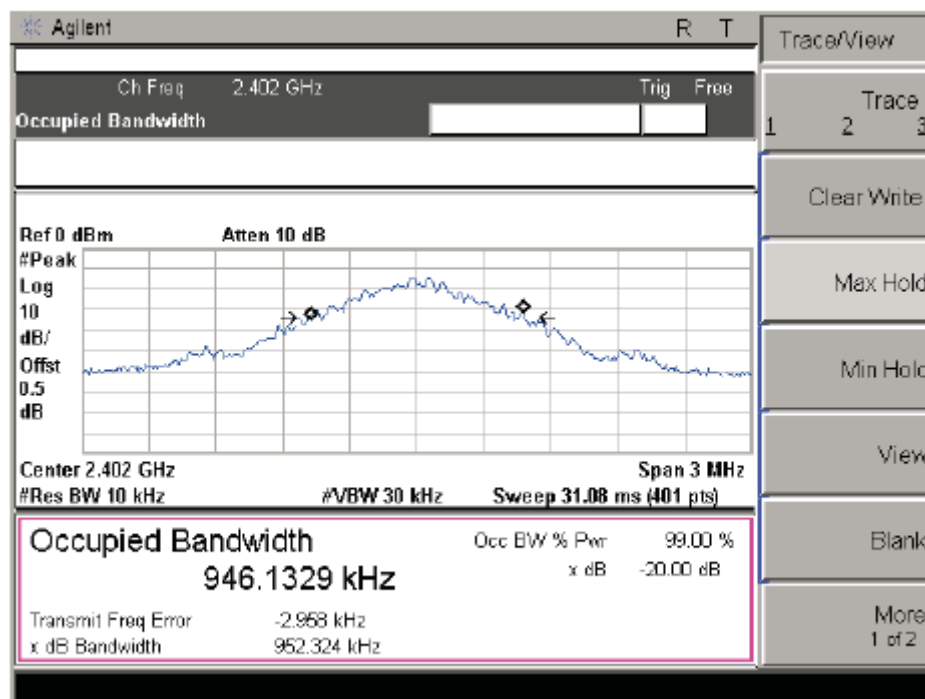 Agilent R T
Ch Freq 2.402 GHz Trig Free
Occupied Bandwidth
Ref 0 dBm Atten 10 dB
#Peak
Log
10
dB/
Offst
0.5
dB
Center 2.402 GHz Span 3 MHz
#Res BW 10 kHz #VBW 30 kHz Sweep 31.08 ms (401 pts)
Occupied Bandwidth
946.1329 kHz
Occ BW % Pwr 99.00 %
x dB -20.00 dB
Transmit Freq Error -2.958 kHz
x dB Bandwidth 952.324 kHz
Trace/View
Trace
1 2 3
Clear Write
Max Hold
Min Hold
View
Blank
More
1 of 2